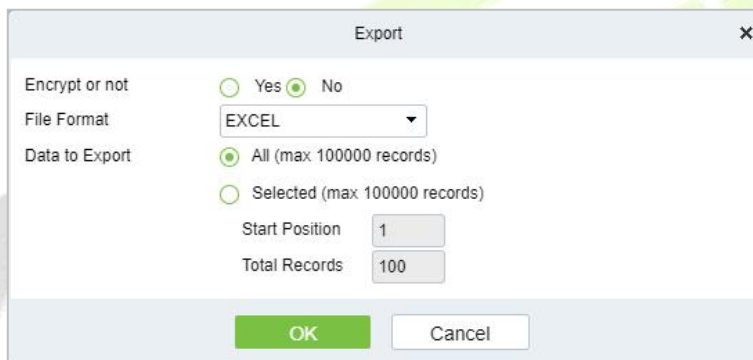 Export
Encrypt or not Yes No
File Format EXCEL
Data to Export All (max 100000 records)
Selected (max 100000 records)
Start Position 1
Total Records 100
OK Cancel